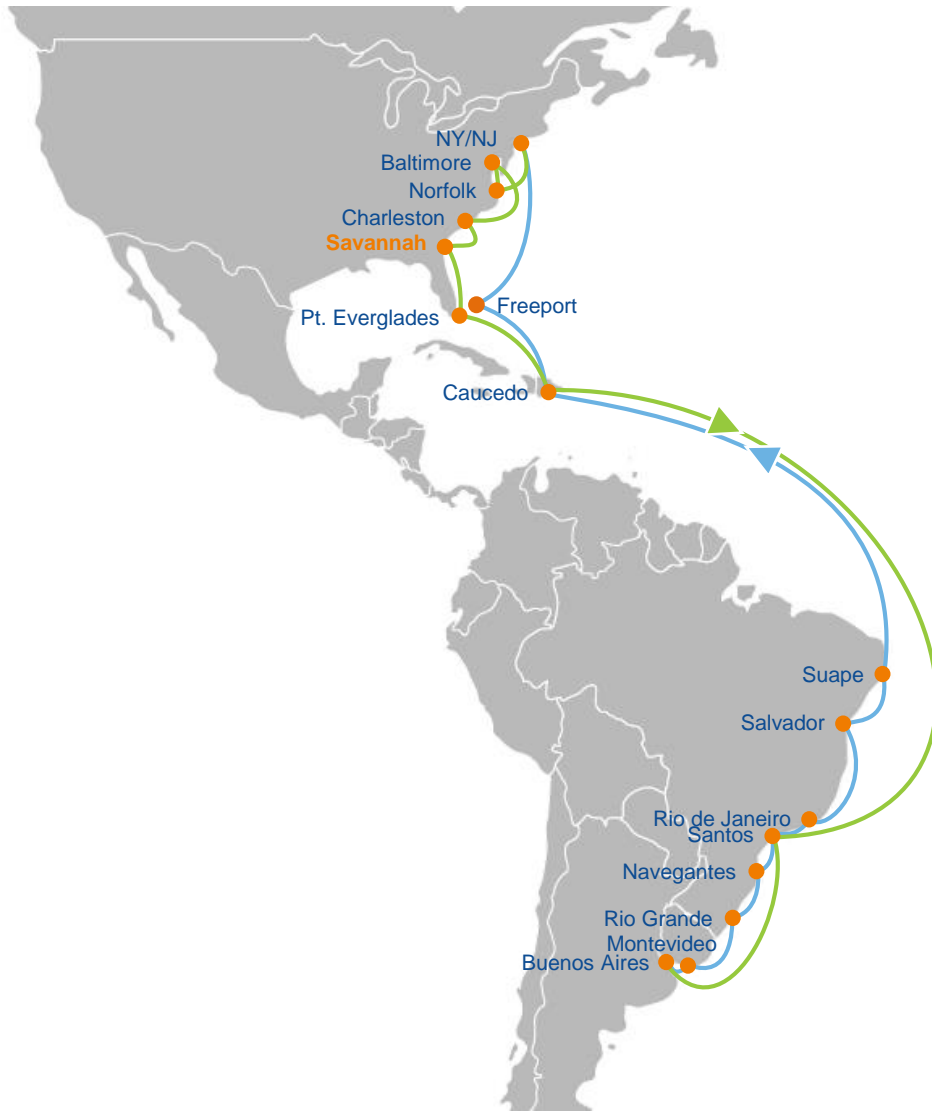 NY/NJ
Baltimore
Norfolk
Charleston
Savannah
Freeport
Pt. Everglades
Caucedo
Suape
Salvador
Rio de Janeiro
Santos
Navegantes
Rio Grande
Montevideo
Buenos Aires